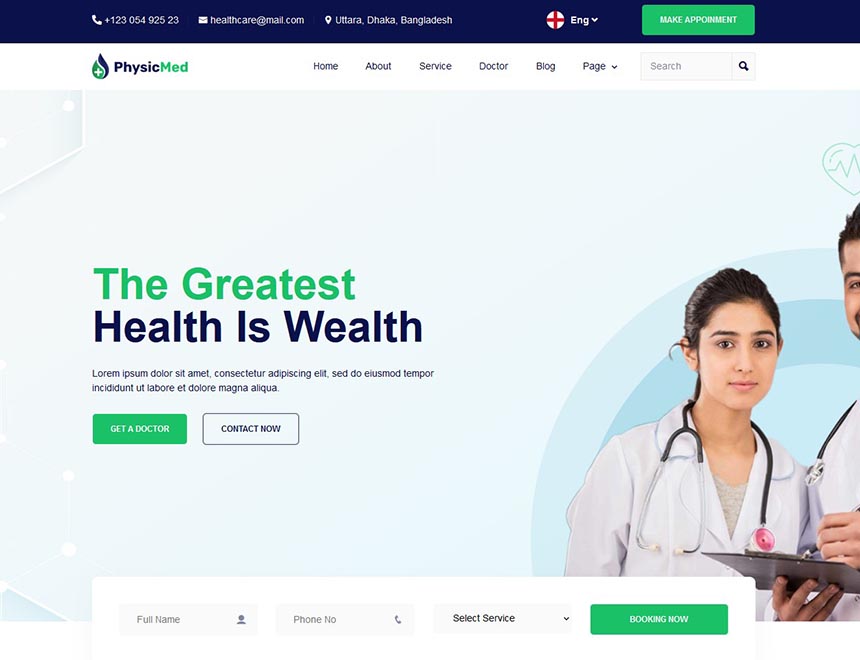 +123 054 925 23 healthcare@mail.com Uttara, Dhaka, Bangladesh Eng MAKE APPOINMENT
PhysicMed Home About Service Doctor Blog Page Search
The Greatest
Health Is Wealth
Lorem ipsum dolor sit amet, consectetur adipiscing elit, sed do eiusmod tempor
incididunt ut labore et dolore magna aliqua.
GET A DOCTOR CONTACT NOW
Full Name Phone No Select Service BOOKING NOW